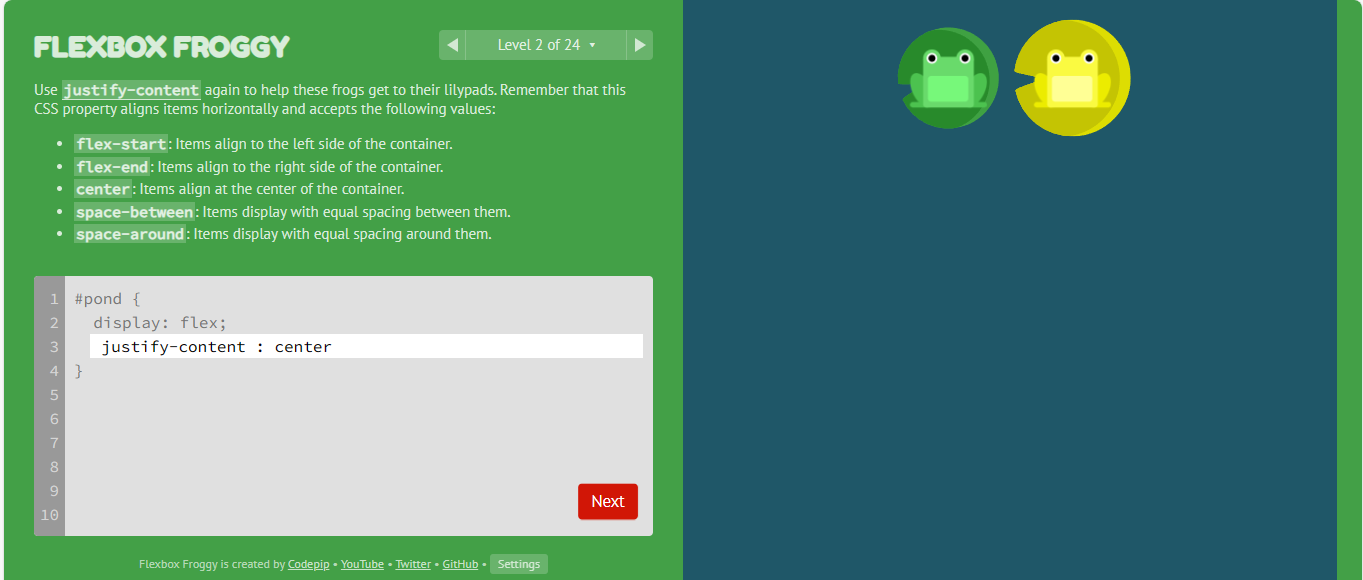 FLEXBOX FROGGY
Level 2 of 24
Use justify-content again to help these frogs get to their lilypads. Remember that this
CSS property aligns items horizontally and accepts the following values:
• flex-start: Items align to the left side of the container.
• flex-end: Items align to the right side of the container.
• center: Items align at the center of the container.
• space-between: Items display with equal spacing between them.
• space-around: Items display with equal spacing around them.
1 #pond {
2 display: flex;
3 justify-content : center
4 }
5
6
7
8
9
10
Next
Flexbox Froggy is created by Codepip • YouTube • Twitter • GitHub • Settings